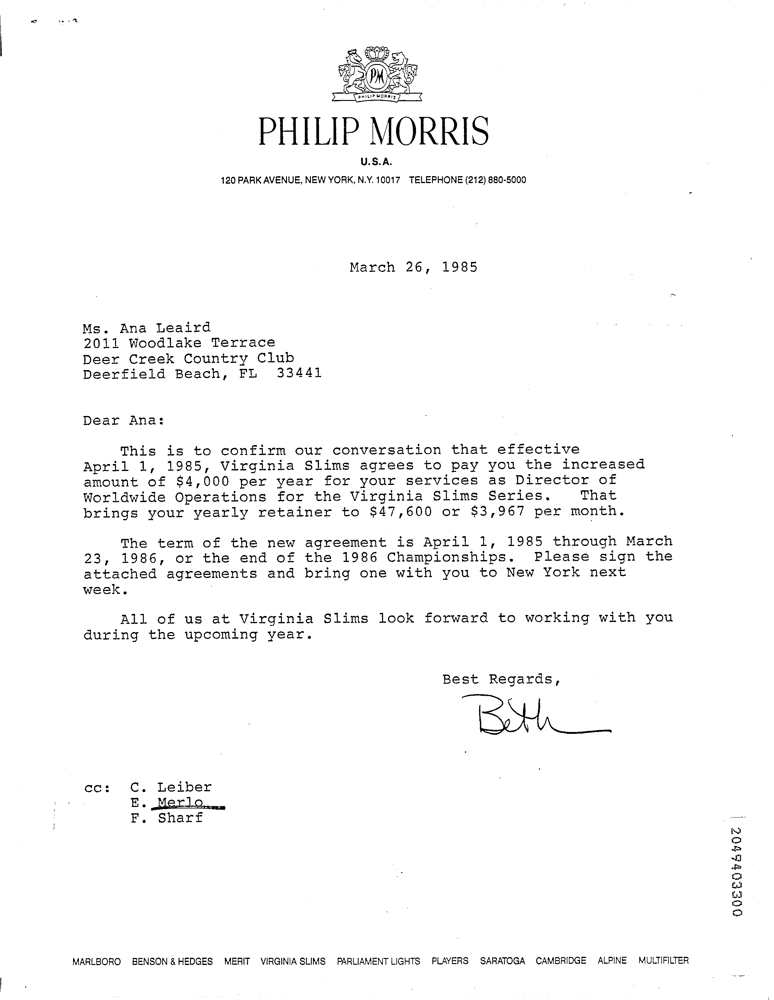 PM
PHILIP MORRIS
PHILIP MORRIS
U.S.A.
120 PARK AVENUE, NEW YORK, N.Y. 10017 TELEPHONE (212) 880-5000
March 26, 1985
Ms. Ana Leaird
2011 Woodlake Terrace
Deer Creek Country Club
Deerfield Beach, FL 33441
Dear Ana:
This is to confirm our conversation that effective
April 1, 1985, Virginia Slims agrees to pay you the increased
amount of $4,000 per year for your services as Director of
Worldwide Operations for the Virginia Slims Series. That
brings your yearly retainer to $47,600 or $3,967 per month.
The term of the new agreement is April 1, 1985 through March
23, 1986, or the end of the 1986 Championships. Please sign the
attached agreements and bring one with you to New York next
week.
All of us at Virginia Slims look forward to working with you
during the upcoming year.
Best Regards,
Beth
cc: C. Leiber
E. Merlo
F. Sharf
2049403300
MARLBORO BENSON & HEDGES MERIT VIRGINIA SLIMS PARLIAMENT LIGHTS PLAYERS SARATOGA CAMBRIDGE ALPINE MULTIFILTER